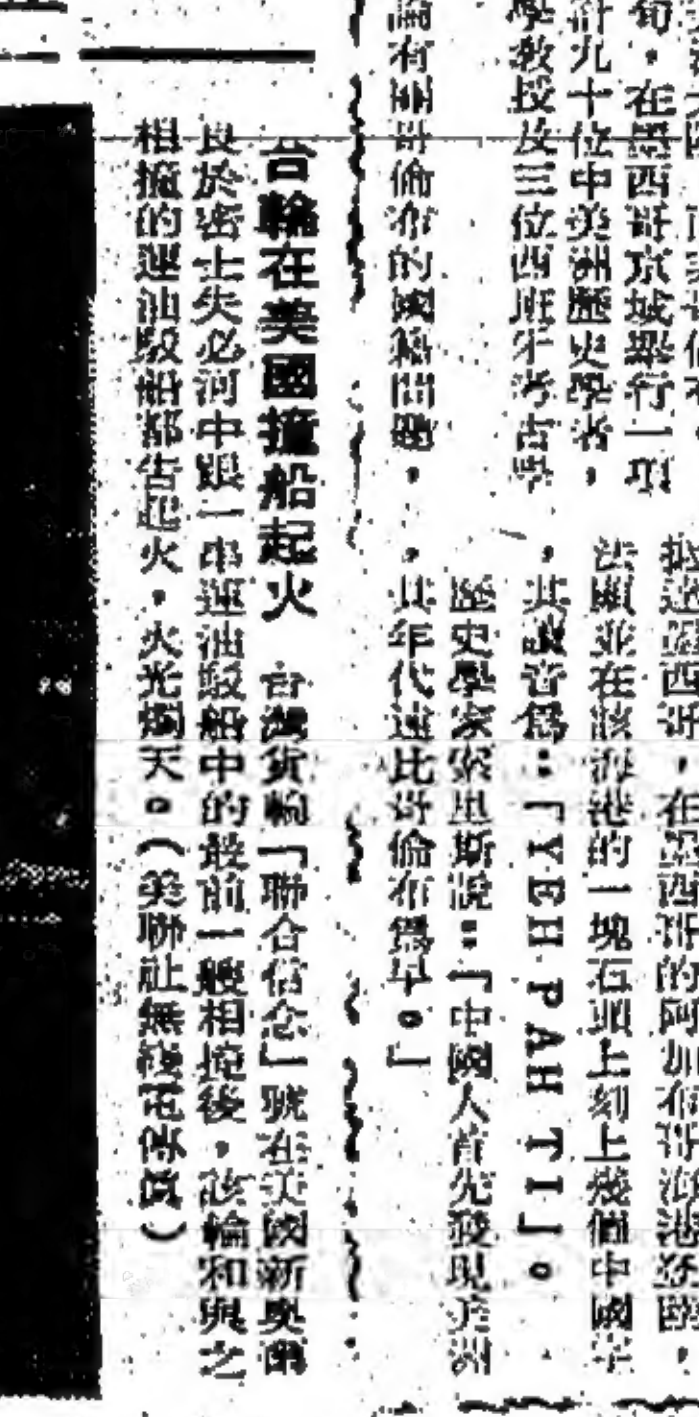 抵達墨西哥,在墨西哥的阿加布哥海港登陸,
法顯並在該海港的一塊石頭上刻上幾個中國字
,其讀音為:「YEH PAH TI」。
歷史學家索里斯說:「中國人首先發現美洲
,其年代遠比哥倫布為早。」
旬,在墨西哥京城舉行一項
計九十位中美洲歷史學者,
學教授及三位西班牙考古學
論有關哥倫布的國籍問題,
台輪在美國撞船起火 台灣貨輪「聯合信念」號在美國新奧爾
良於密士失必河中跟一串運油駁船中的最前一艘相撞後,該輪和與之
相撞的運油駁船都告起火,火光燭天。(美聯社無綫電傳真)